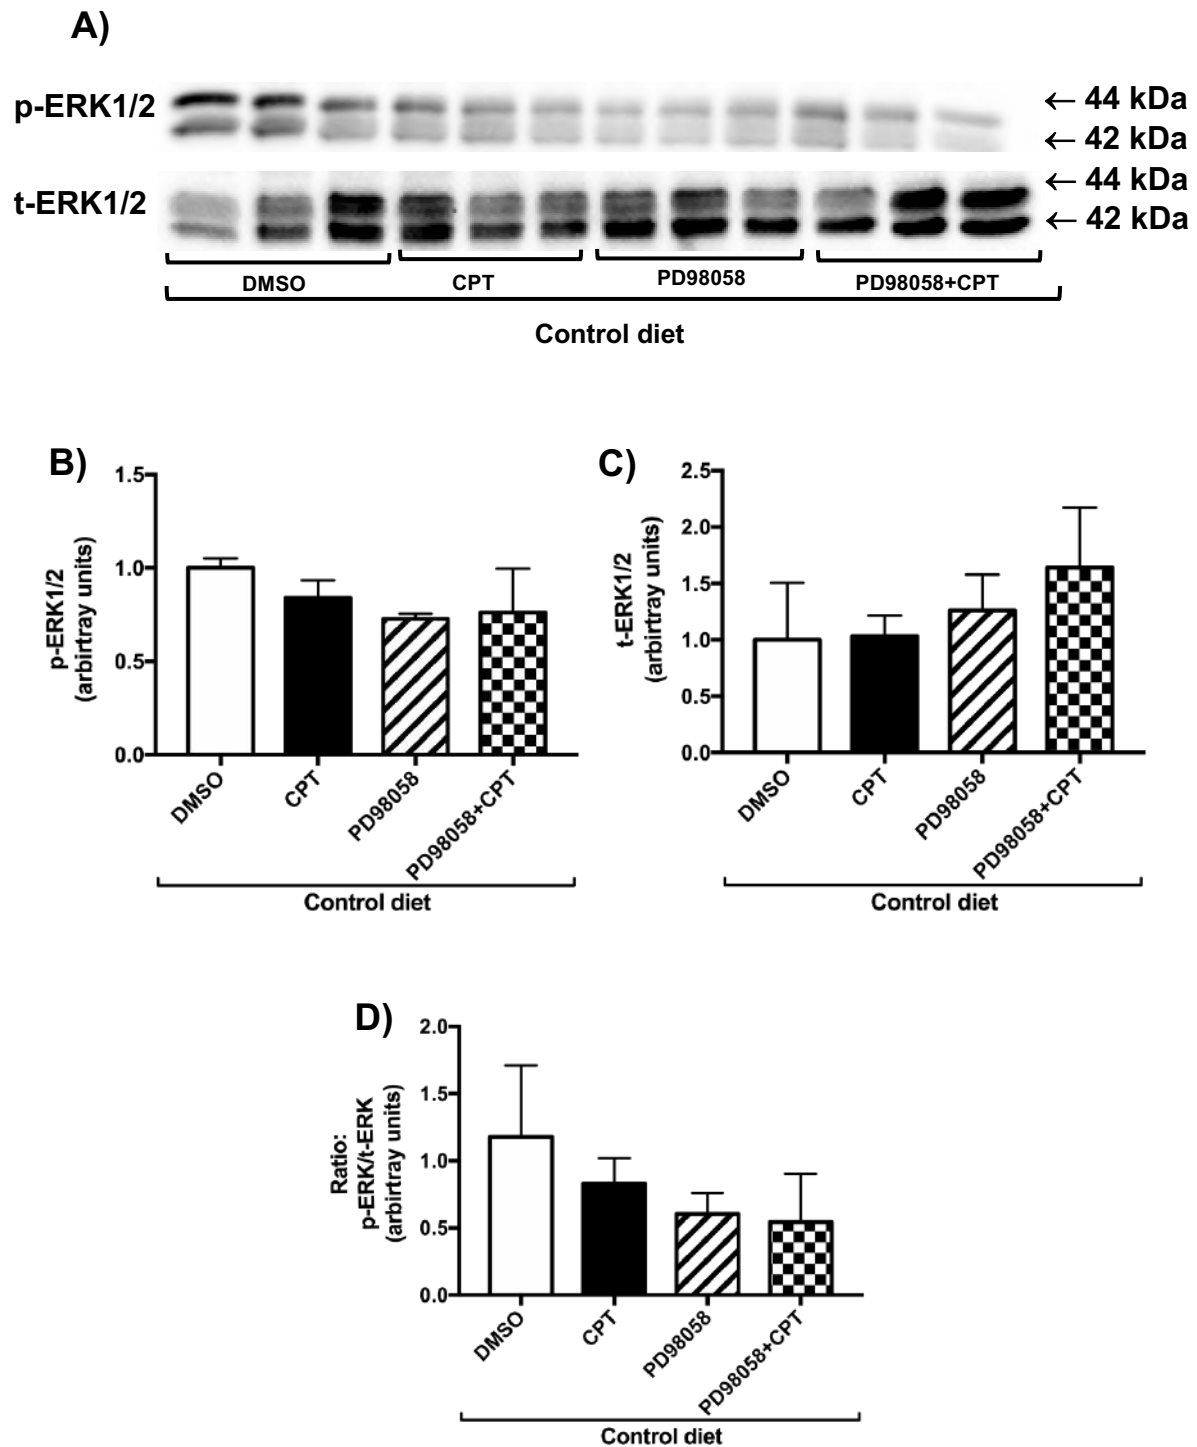 A)
p-ERK1/2
← 44 kDa
← 42 kDa
t-ERK1/2
← 44 kDa
← 42 kDa
DMSO CPT PD98058 PD98058+CPT
Control diet
B)
p-ERK1/2
(arbirtray units)
1.5
1.0
0.5
0.0
DMSO
CPT
PD98058
PD98058+CPT
Control diet
C)
t-ERK1/2
(arbirtray units)
2.5
2.0
1.5
1.0
0.5
0.0
DMSO
CPT
PD98058
PD98058+CPT
Control diet
D)
Ratio:
p-ERK/t-ERK
(arbirtray units)
2.0
1.5
1.0
0.5
0.0
DMSO
CPT
PD98058
PD98058+CPT
Control diet